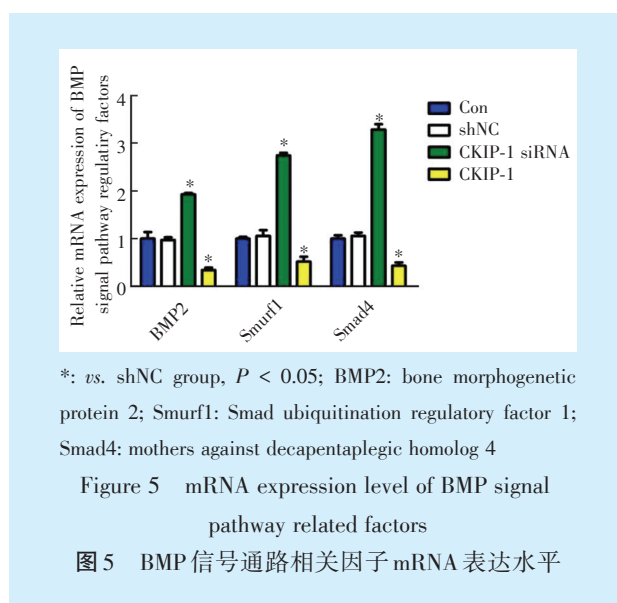 Relative mRNA expression of BMP
signal pathway regulatiry factors
4
3
2
1
0
*
*
*
*
*
*
BMP2
Smurf1
Smad4
Con
shNC
CKIP-1 siRNA
CKIP-1
*: vs. shNC group, P < 0.05; BMP2: bone morphogenetic
protein 2; Smurf1: Smad ubiquitination regulatory factor 1;
Smad4: mothers against decapentaplegic homolog 4
Figure 5 mRNA expression level of BMP signal
pathway related factors
图5 BMP信号通路相关因子mRNA表达水平